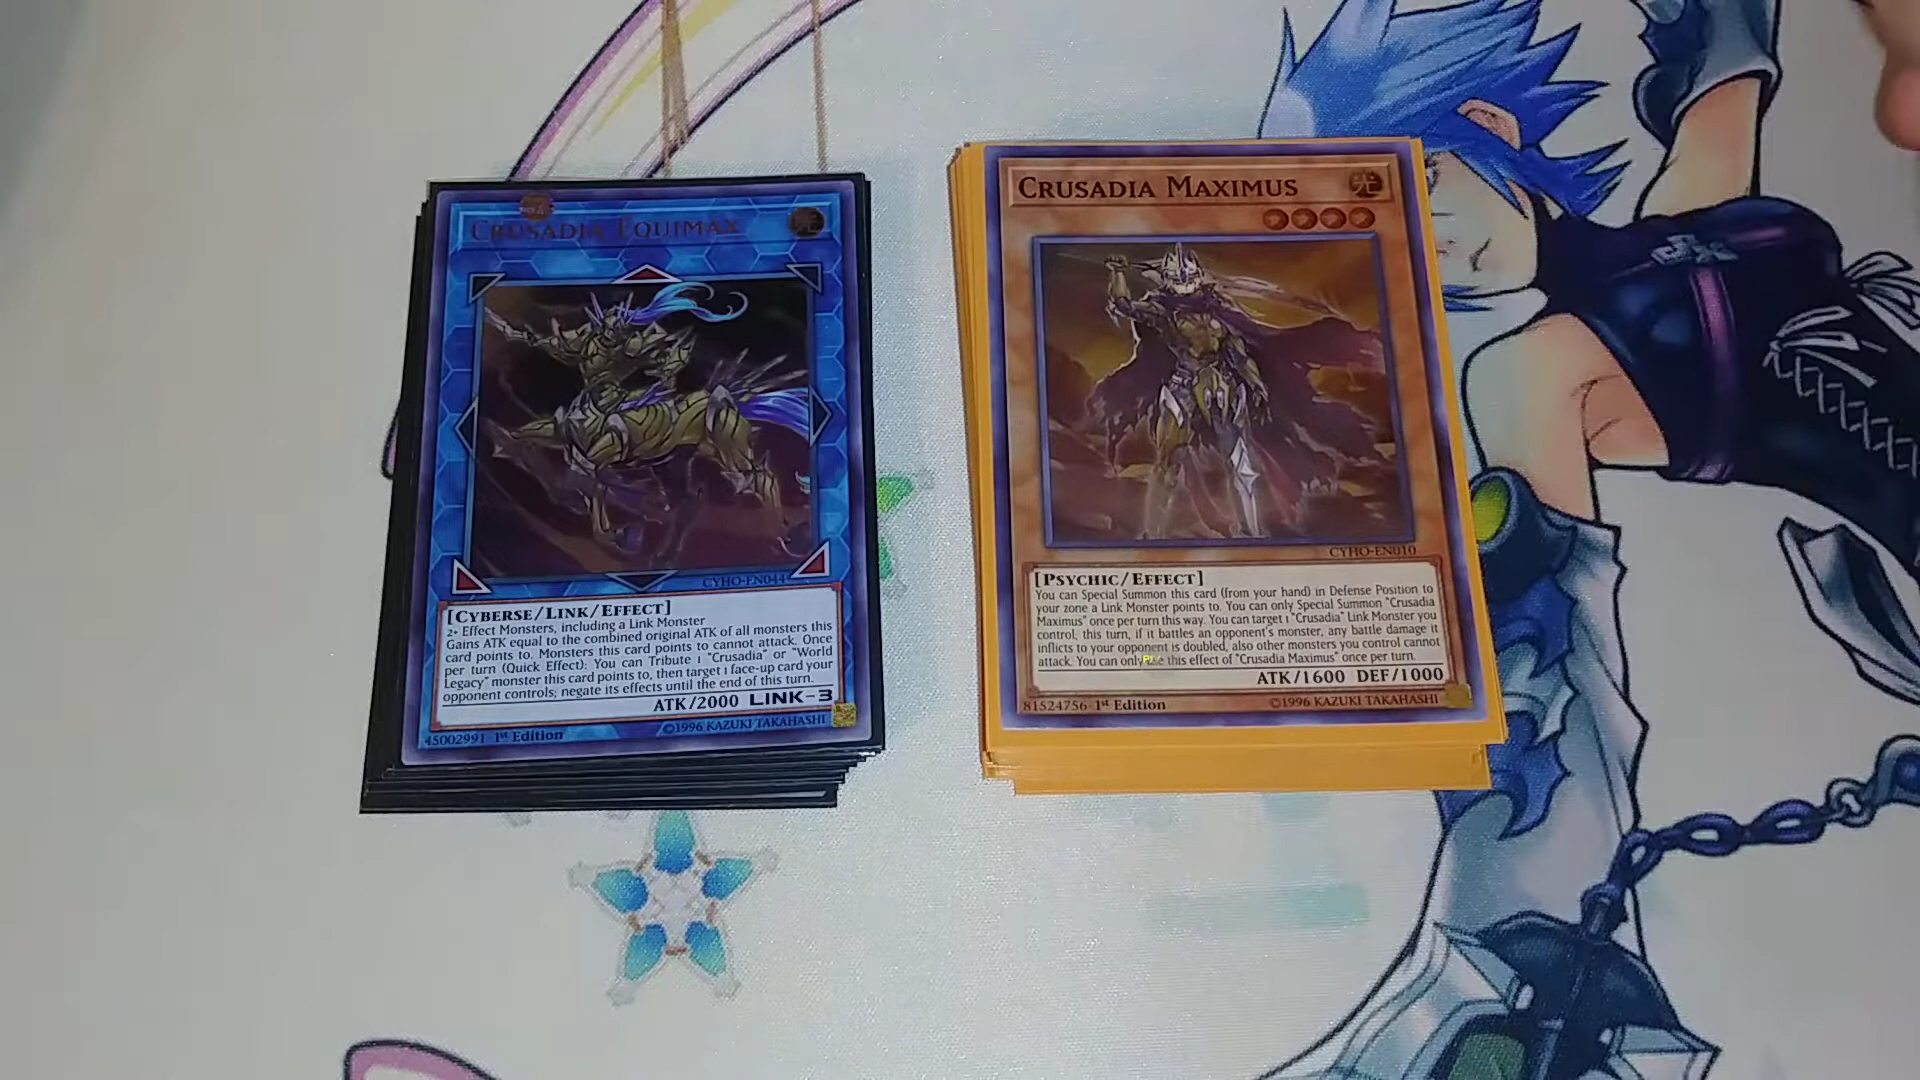 CRUSADIA EQUIMAX
光
CYHO-EN044
[CYBERSE/LINK/EFFECT]
2+ Effect Monsters, including a Link Monster
Gains ATK equal to the combined original ATK of all monsters this
card points to. Monsters this card points to cannot attack. Once
per turn (Quick Effect): You can Tribute 1 "Crusadia" or "World
Legacy" monster this card points to, then target 1 face-up card your
opponent controls; negate its effects until the end of this turn.
ATK/2000 LINK-3
45002991 1st Edition
©1996 KAZUKI TAKAHASHI
CRUSADIA MAXIMUS
光
CYHO-EN010
[PSYCHIC/EFFECT]
You can Special Summon this card (from your hand) in Defense Position to
your zone a Link Monster points to. You can only Special Summon "Crusadia
Maximus" once per turn this way. You can target 1 "Crusadia" Link Monster you
control; this turn, if it battles an opponent's monster, any battle damage it
inflicts to your opponent is doubled, also other monsters you control cannot
attack. You can only use this effect of "Crusadia Maximus" once per turn.
ATK/1600 DEF/1000
81524756 1st Edition
©1996 KAZUKI TAKAHASHI